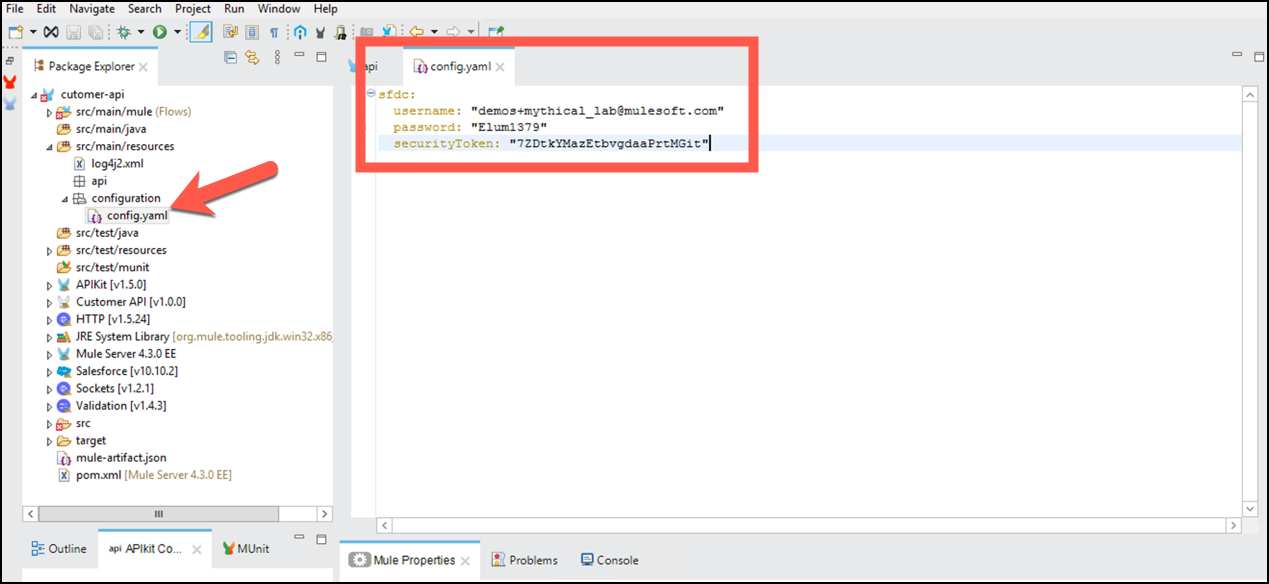 File Edit Navigate Search Project Run Window Help
Package Explorer
api
config.yaml
cutomer-api
src/main/mule (Flows)
src/main/java
src/main/resources
log4j2.xml
api
configuration
config.yaml
src/test/java
src/test/resources
src/test/munit
APIKit [v1.5.0]
Customer API [v1.0.0]
HTTP [v1.5.24]
JRE System Library [org.mule.tooling.jdk.win32.x86_
Mule Server 4.3.0 EE
Salesforce [v10.10.2]
Sockets [v1.2.1]
Validation [v1.4.3]
src
target
mule-artifact.json
pom.xml [Mule Server 4.3.0 EE]
sfdc:
username: "demos+mythical_lab@mulesoft.com"
password: "Elum1379"
securityToken: "7ZDtkYMazEtbvgdaaPrtMGit"
Outline
api APIkit Co...
MUnit
Mule Properties
Problems
Console